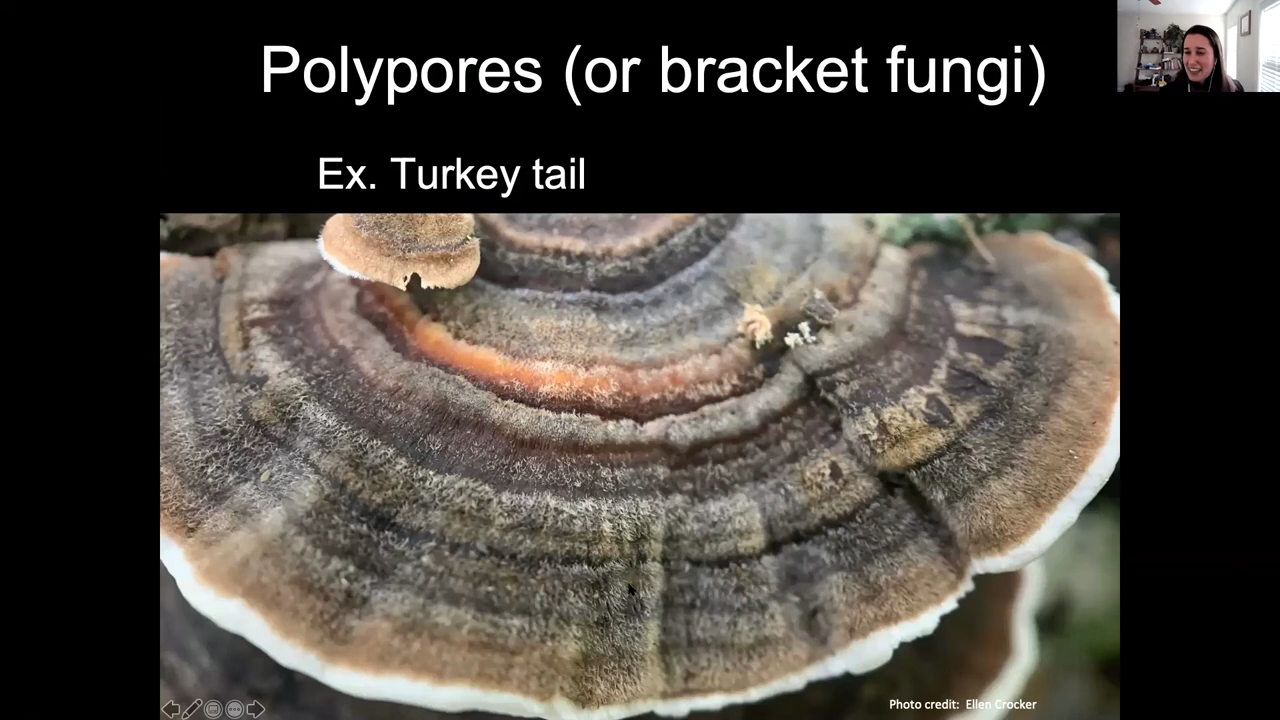 Polypores (or bracket fungi)
Ex. Turkey tail
Photo credit: Ellen Crocker